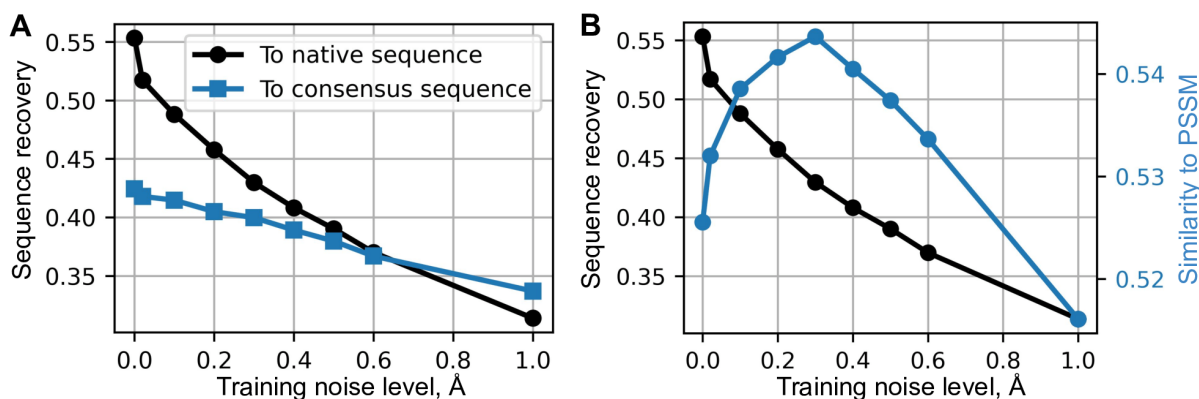 A
Sequence recovery
0.55
0.50
0.45
0.40
0.35
To native sequence
To consensus sequence
0.0 0.2 0.4 0.6 0.8 1.0
Training noise level, Å
B
Sequence recovery
0.55
0.50
0.45
0.40
0.35
0.54
0.53
0.52
Similarity to PSSM
0.0 0.2 0.4 0.6 0.8 1.0
Training noise level, Å